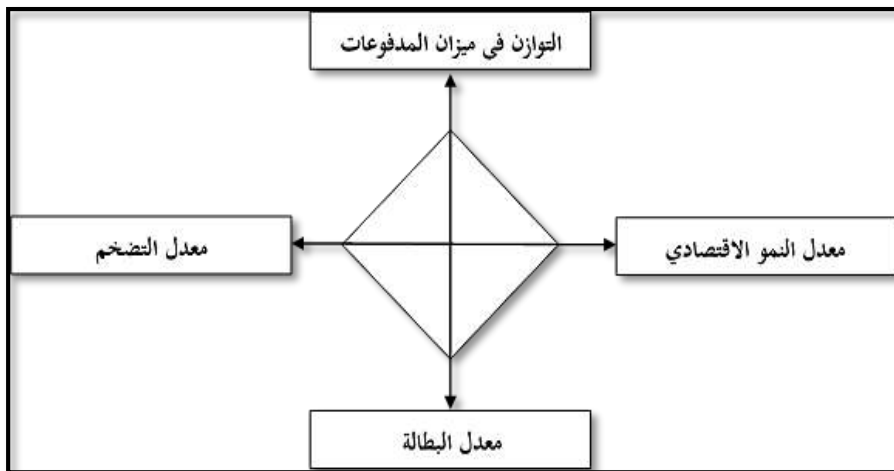 التوازن في ميزان المدفوعات
معدل النمو الاقتصادي
معدل التضخم
معدل البطالة